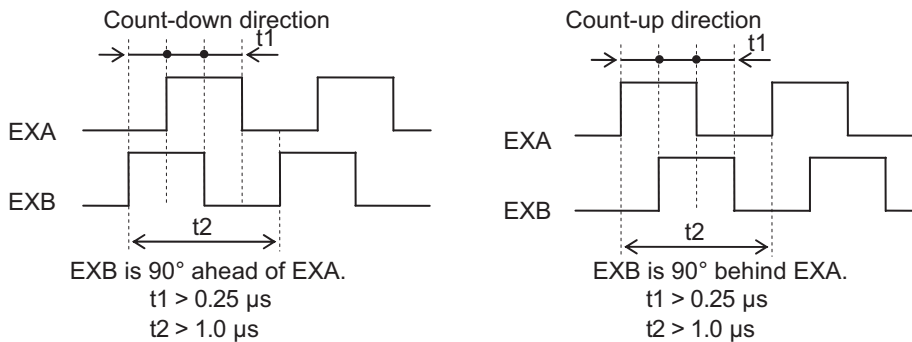 Count-down direction
t1
EXA
EXB
t2
EXB is 90° ahead of EXA.
t1 > 0.25 μs
t2 > 1.0 μs
Count-up direction
t1
EXA
EXB
t2
EXB is 90° behind EXA.
t1 > 0.25 μs
t2 > 1.0 μs